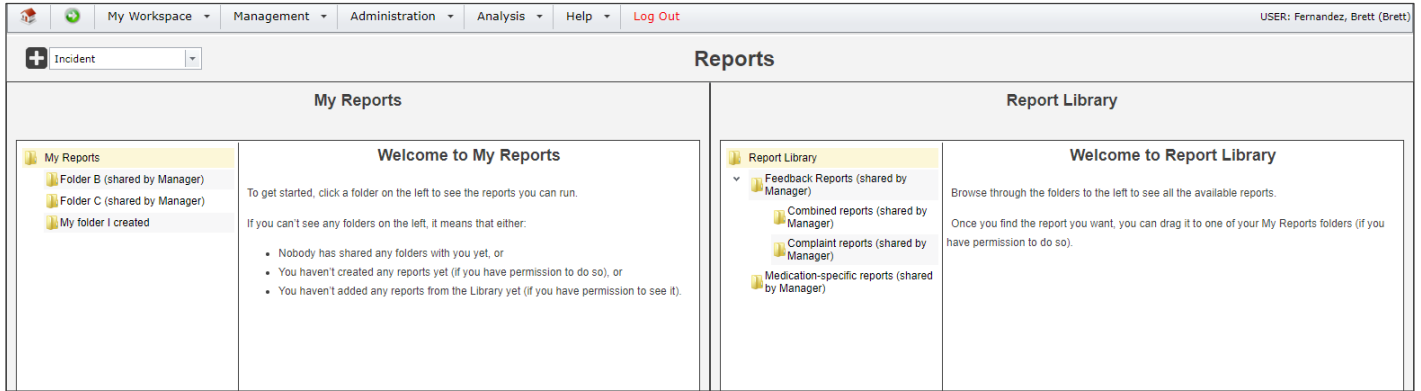 My Workspace Management Administration Analysis Help Log Out USER: Fernandez, Brett (Brett)
Incident
Reports
My Reports
My Reports
Folder B (shared by Manager)
Folder C (shared by Manager)
My folder I created
Welcome to My Reports
To get started, click a folder on the left to see the reports you can run.
If you can't see any folders on the left, it means that either:
• Nobody has shared any folders with you yet, or
• You haven't created any reports yet (if you have permission to do so), or
• You haven't added any reports from the Library yet (if you have permission to see it).
Report Library
Report Library
Feedback Reports (shared by
Manager)
Combined reports (shared by
Manager)
Complaint reports (shared by
Manager)
Medication-specific reports (shared
by Manager)
Welcome to Report Library
Browse through the folders to the left to see all the available reports.
Once you find the report you want, you can drag it to one of your My Reports folders (if you
have permission to do so).